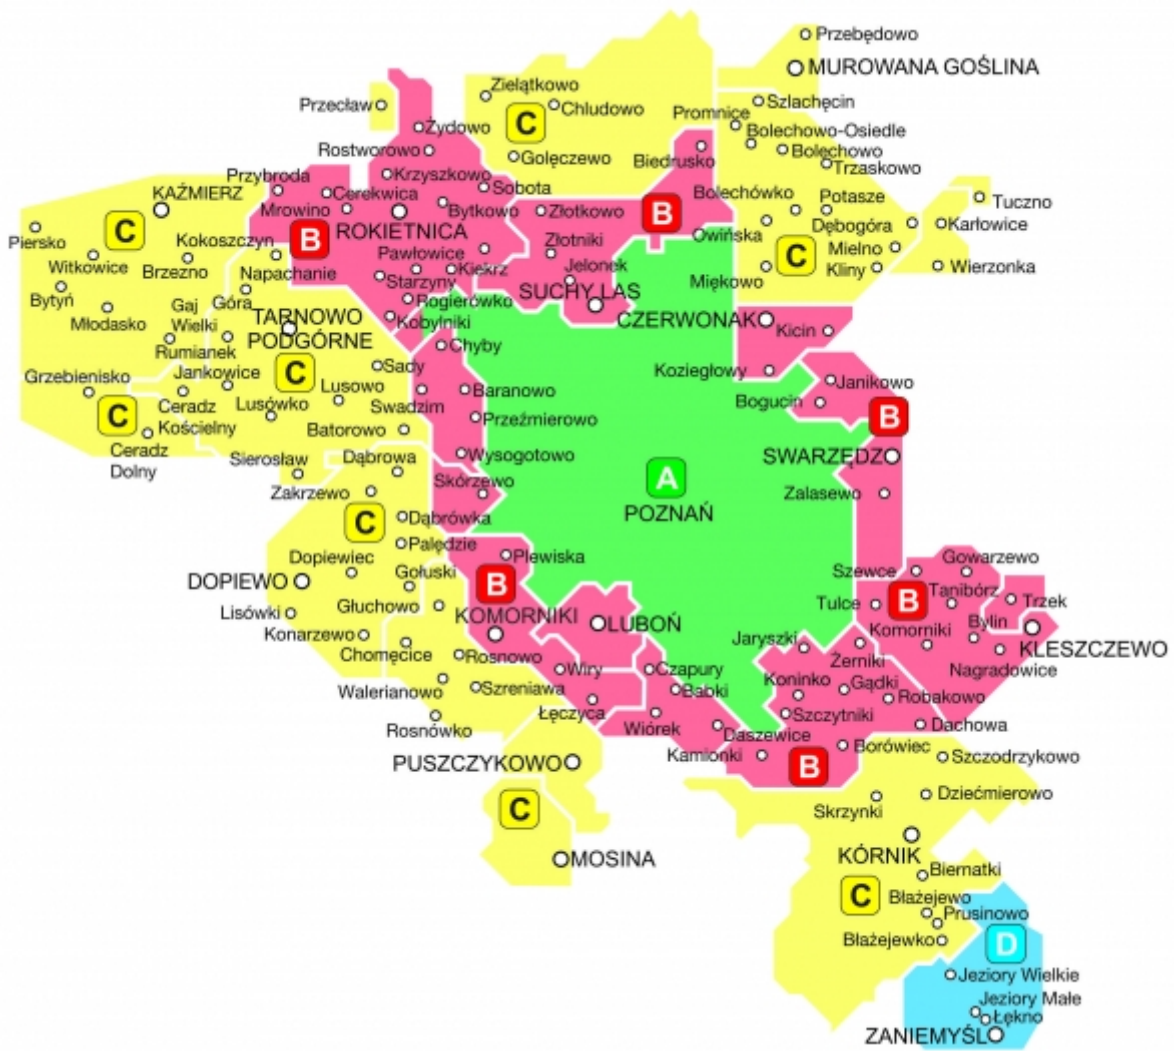 Przebędowo
MUROWANA GOŚLINA
Zielątkowo
Przecław
Chludowo
Szlachęcin
C
Promnice
Żydowo
Bolechowo-Osiedle
Rostworowo
Golęczewo
Biedrusko
Bolechowo
Trzaskowo
Przybroda
Krzyszkowo
KAŹMIERZ
Cerekwica
Sobota
Bolechówko
Potasze
Tuczno
Mrowino
Bytkowo
Złotkowo
B
Dębogóra
Karłowice
C
Piersko
Kokoszczyn
B
ROKIETNICA
Złotniki
Owińska
Mielno
Witkowice
Brzezno
Napachanie
Pawłowice
Kiekrz
Jelonek
C
Kliny
Wierzonka
Bytyń
Starzyny
SUCHY LAS
Miękowo
Młodasko
Gaj
Wielki
Góra
Rogierówko
TARNOWO
PODGÓRNE
Kobylniki
CZERWONAK
Kicin
Rumianek
Chyby
Grzebienisko
Jankowice
C
Sady
Koziegłowy
Janikowo
Lusowo
Baranowo
Bogucin
C
Ceradz
Kościelny
Lusówko
Swadzim
Przeźmierowo
B
Ceradz
Dolny
Batorowo
Sierosław
Dąbrowa
Wysogotowo
SWARZĘDZ
Zakrzewo
Skórzewo
A
Zalasewo
C
Dąbrówka
POZNAŃ
Palędzie
Dopiewiec
Plewiska
Gowarzewo
DOPIEWO
Gołuski
B
Szewce
Tanibórz
Lisówki
Głuchowo
KOMORNIKI
Tulce
B
Trzek
Konarzewo
LUBOŃ
Komorniki
Bylin
KLESZCZEWO
Chomęcice
Rosnowo
Jaryszki
Żerniki
Nagradowice
Wiry
Czapury
Walerianowo
Szreniawa
Babki
Koninko
Gądki
Robakowo
Rosnówko
Łęczyca
Wiórek
Szczytniki
Dachowa
Daszewice
PUSZCZYKOWO
Kamionki
B
Borówiec
Szczodrzykowo
C
Skrzynki
Dziećmierowo
MOSINA
KÓRNIK
Biernatki
C
Błażejewo
Prusinowo
Błażejewko
D
Jeziory Wielkie
Jeziory Małe
Łękno
ZANIEMYŚL